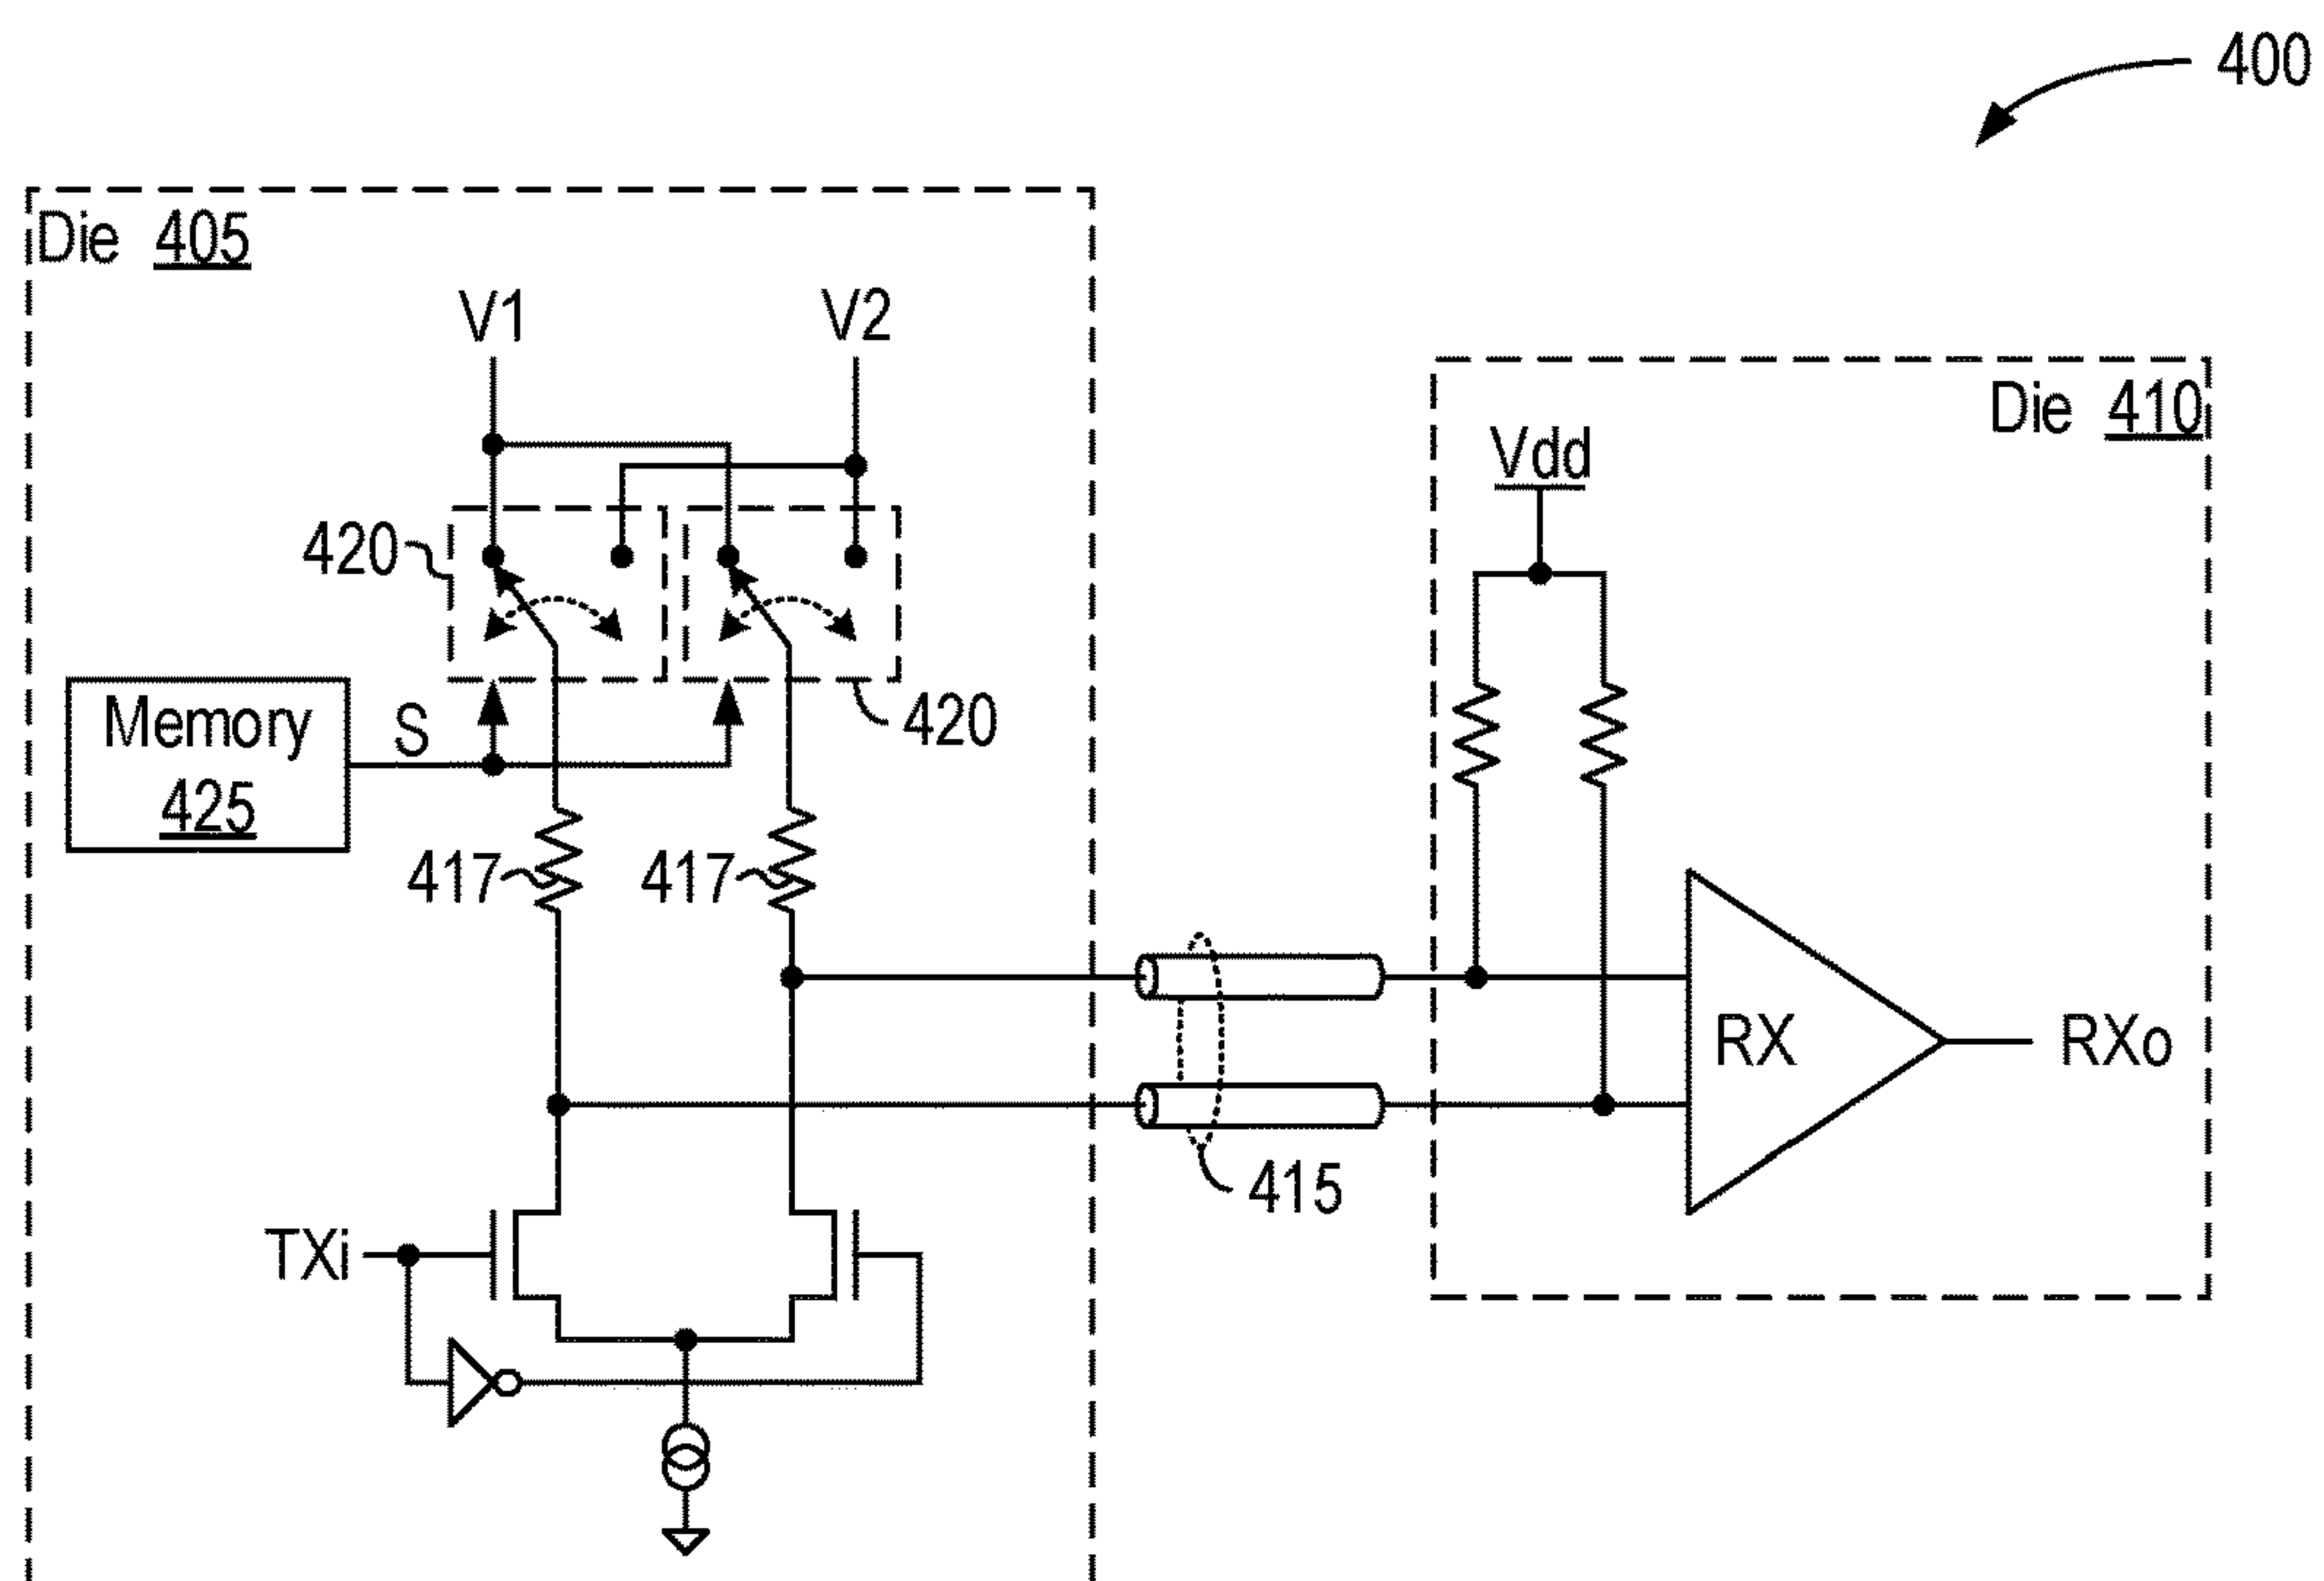 400
Die 405
V1 V2
Die 410
Vdd
420
Memory
425
S
420
417 417
RX
RXo
415
TXi